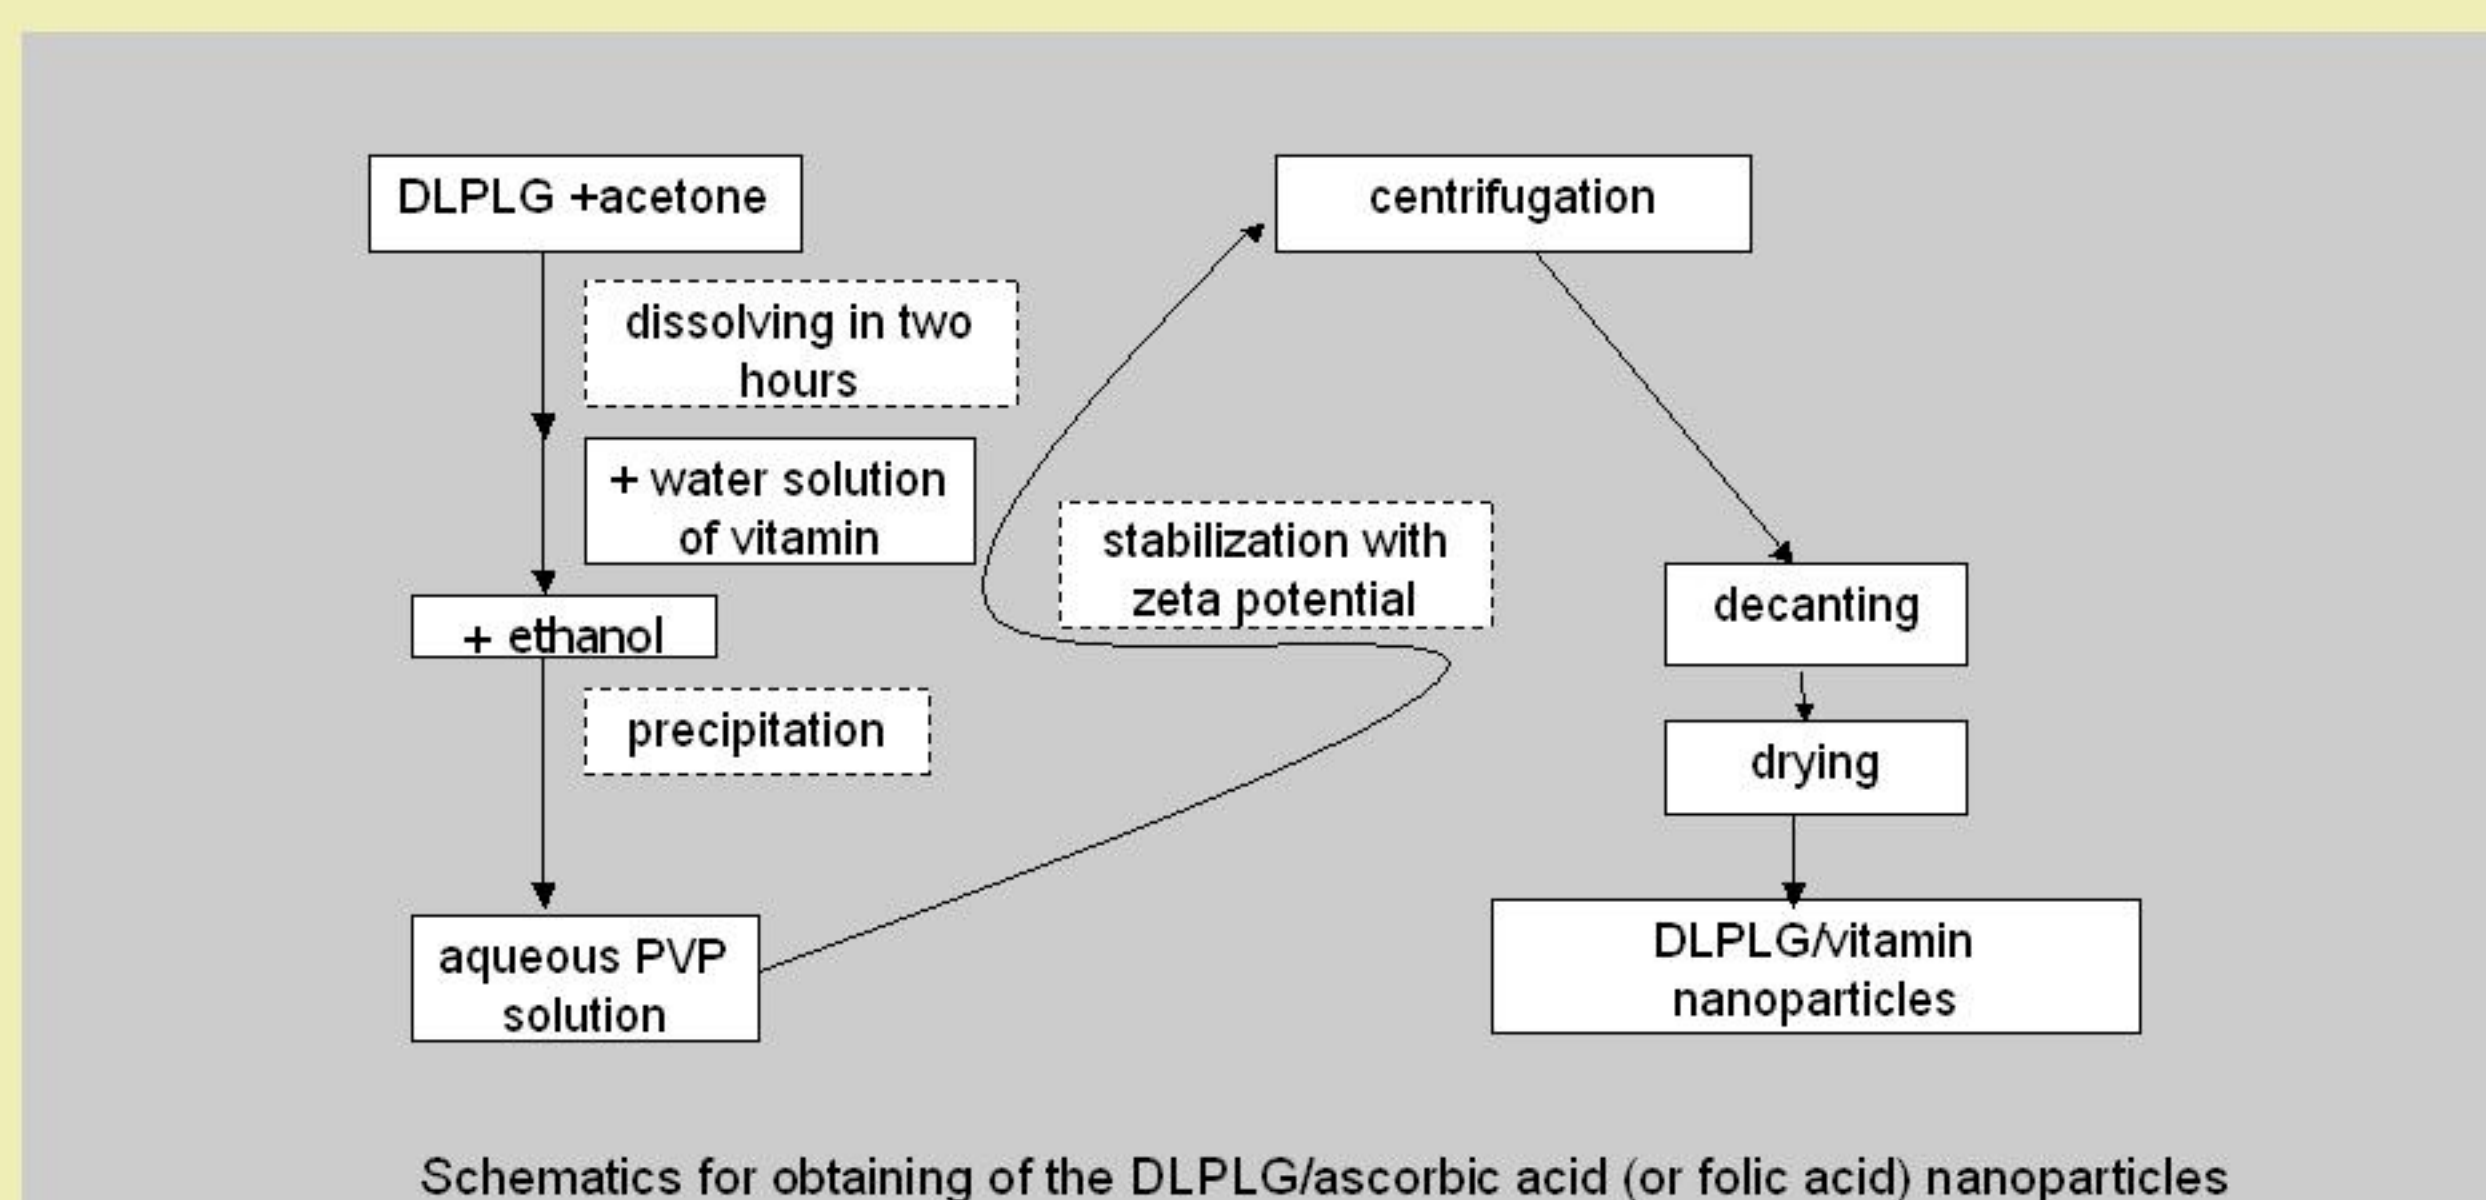 DLPLG +acetone
dissolving in two
hours
+ water solution
of vitamin
+ ethanol
precipitation
aqueous PVP
solution
stabilization with
zeta potential
centrifugation
decanting
drying
DLPLG/vitamin
nanoparticles
Schematics for obtaining of the DLPLG/ascorbic acid (or folic acid) nanoparticles